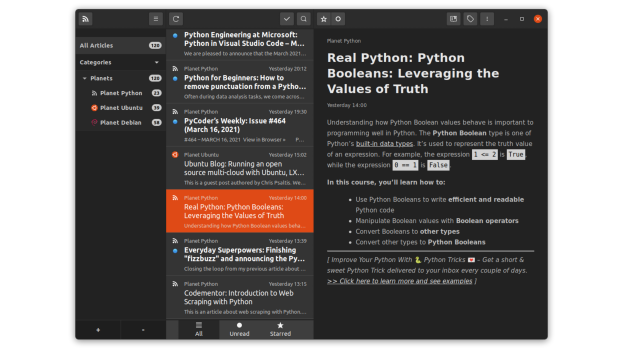 All Articles 120
Categories
Planets 120
Planet Python 23
Planet Ubuntu
Planet Debian
+ -
Python Engineering at Microsoft:
Python in Visual Studio Code – M...
We are pleased to announce that the March 2021...
Planet Python Yesterday 20:12
Python for Beginners: How to
remove punctuation from a Pytho...
Often during data analysis tasks, we come across...
Planet Python Yesterday 19:30
PyCoder's Weekly: Issue #464
(March 16, 2021)
#464 – MARCH 16, 2021 View in Browser » P...
Planet Ubuntu Yesterday 15:02
Ubuntu Blog: Running an open
source multi-cloud with Ubuntu, LX...
This is a guest post authored by Chris Psaltis, We...
Planet Python Yesterday 14:00
Real Python: Python Booleans:
Leveraging the Values of Truth
Understanding how Python Boolean values beha...
Planet Python Yesterday 13:39
Everyday Superpowers: Finishing
“fizzbuzz” and announcing the Py...
Closing the loop from my previous article about ...
Planet Python Yesterday 13:15
Codementor: Introduction to Web
Scraping with Python
This is an article about web scraping with Python...
All Unread Starred
Planet Python
Real Python: Python
Booleans: Leveraging the
Values of Truth
Yesterday 14:00
Understanding how Python Boolean values behave is important to
programming well in Python. The Python Boolean type is one of
Python's built-in data types. It's used to represent the truth value
of an expression. For example, the expression 1 <= 2 is True,
while the expression 0 == 1 is False.
In this course, you'll learn how to:
• Use Python Booleans to write efficient and readable
Python code
• Manipulate Boolean values with Boolean operators
• Convert Booleans to other types
• Convert other types to Python Booleans
[ Improve Your Python With 🐍 Python Tricks 💌 – Get a short &
sweet Python Trick delivered to your inbox every couple of days.
>> Click here to learn more and see examples ]